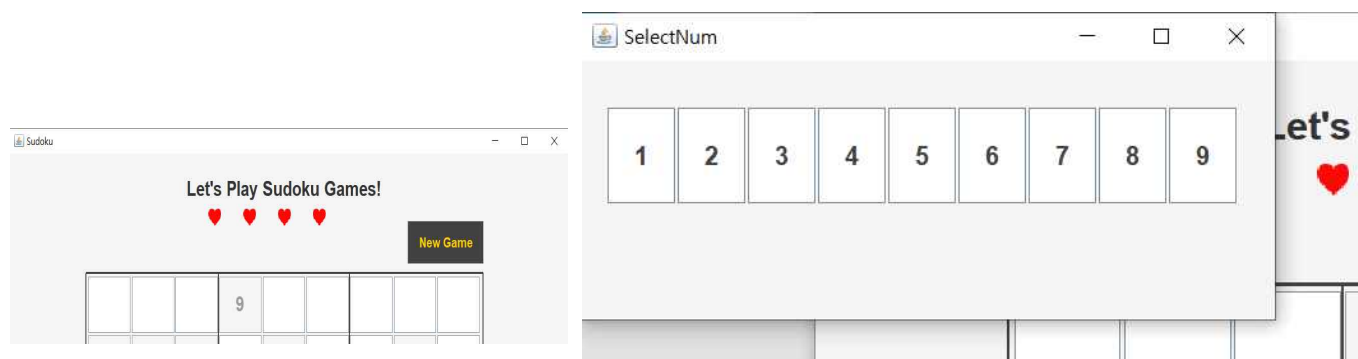 Sudoku
Let's Play Sudoku Games!
New Game
9
SelectNum
1 2 3 4 5 6 7 8 9
Let's